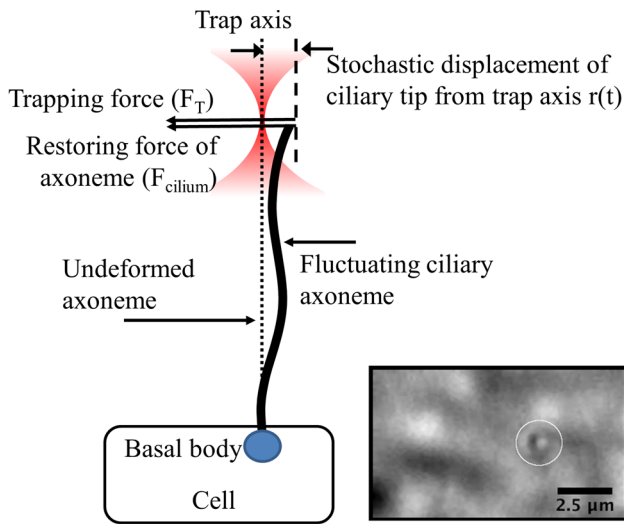 Trap axis
Stochastic displacement of
ciliary tip from trap axis r(t)
Trapping force (F_T)
Restoring force of
axoneme (F_cilium)
Undeformed
axoneme
Fluctuating ciliary
axoneme
Basal body
Cell
2.5 µm